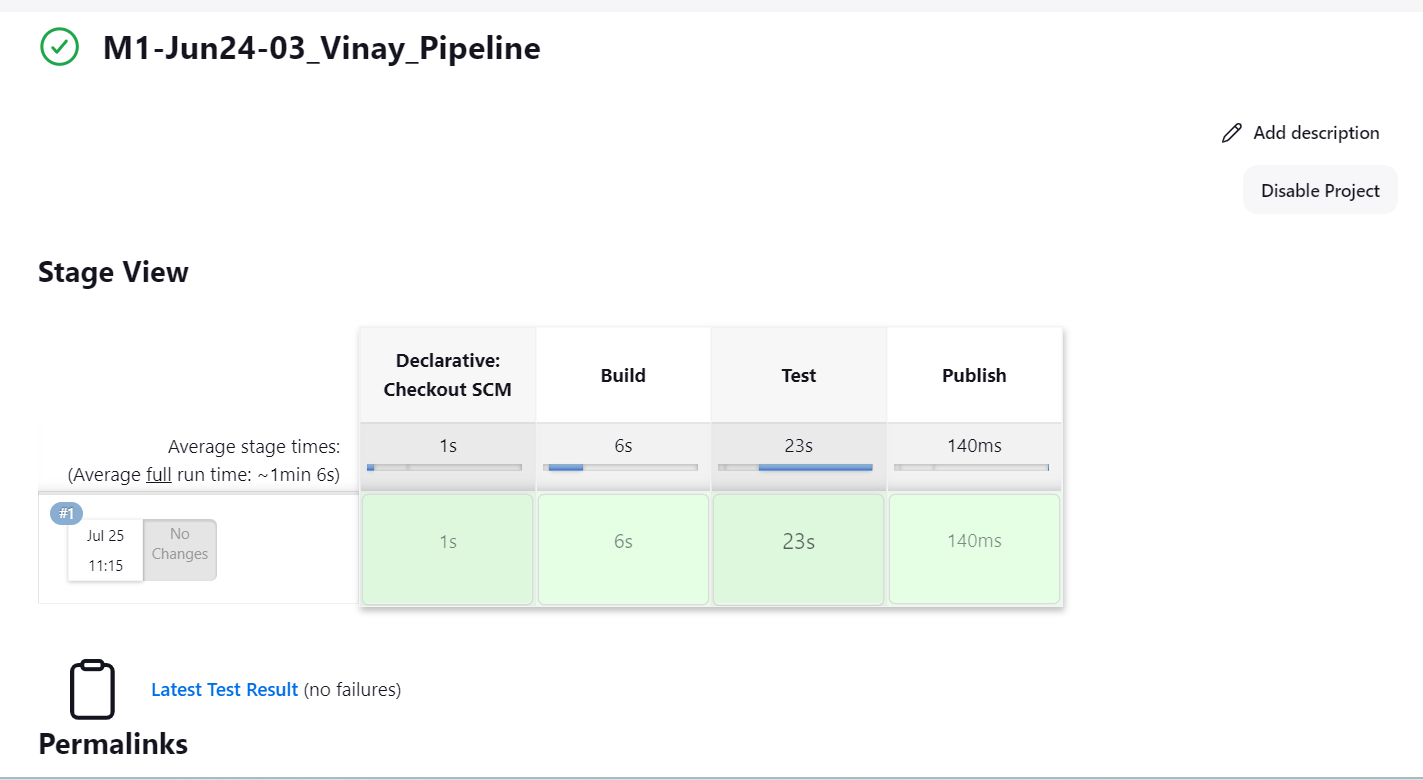 M1-Jun24-03_Vinay_Pipeline
Add description
Disable Project
Stage View
Declarative:
Checkout SCM
Build
Test
Publish
Average stage times:
(Average full run time: ~1min 6s)
1s
6s
23s
140ms
#1
Jul 25
11:15
No
Changes
1s
6s
23s
140ms
Latest Test Result (no failures)
Permalinks